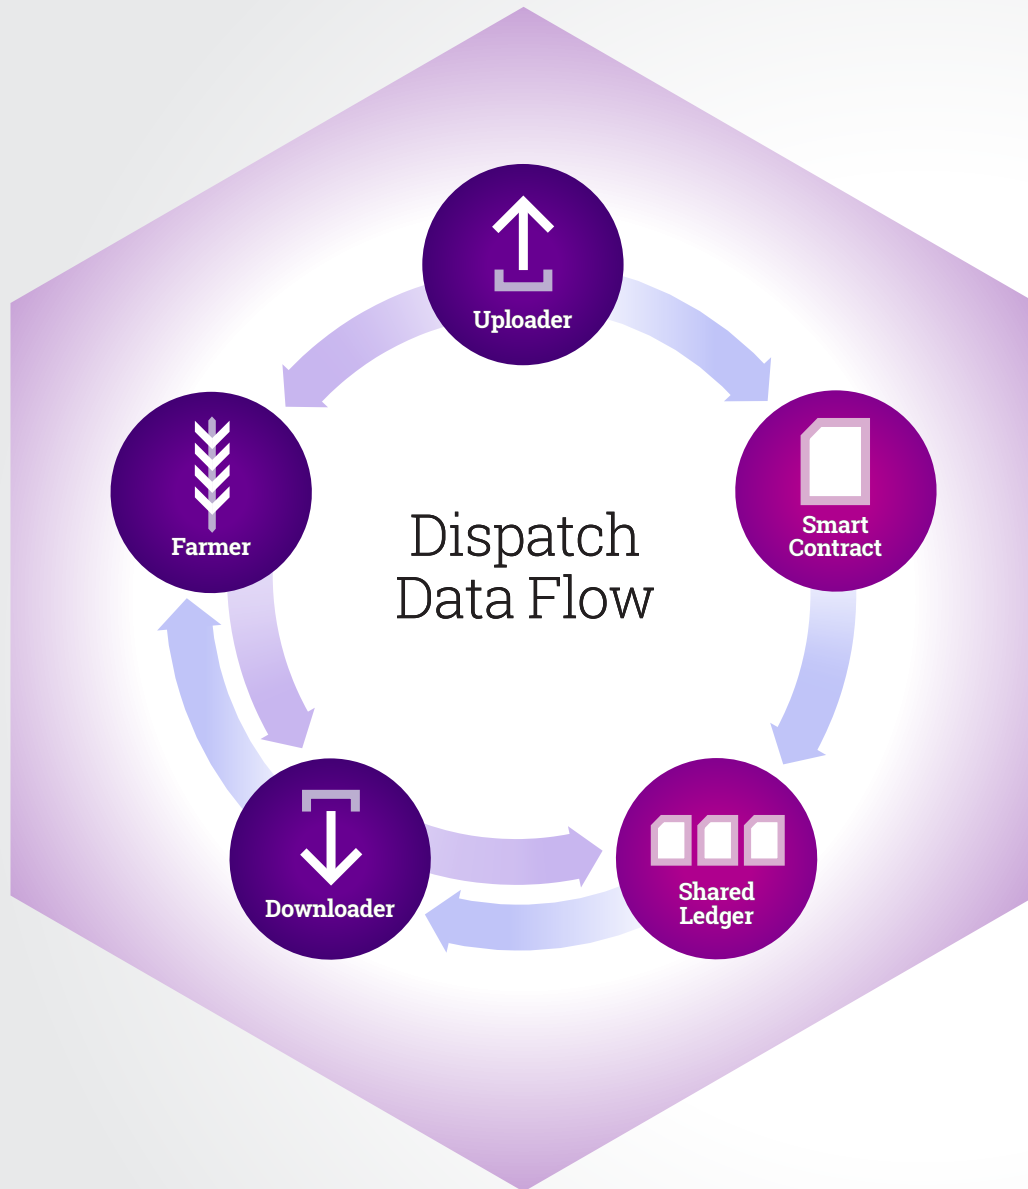 Uploader
Farmer
Smart
Contract
Dispatch
Data Flow
Downloader
Shared
Ledger